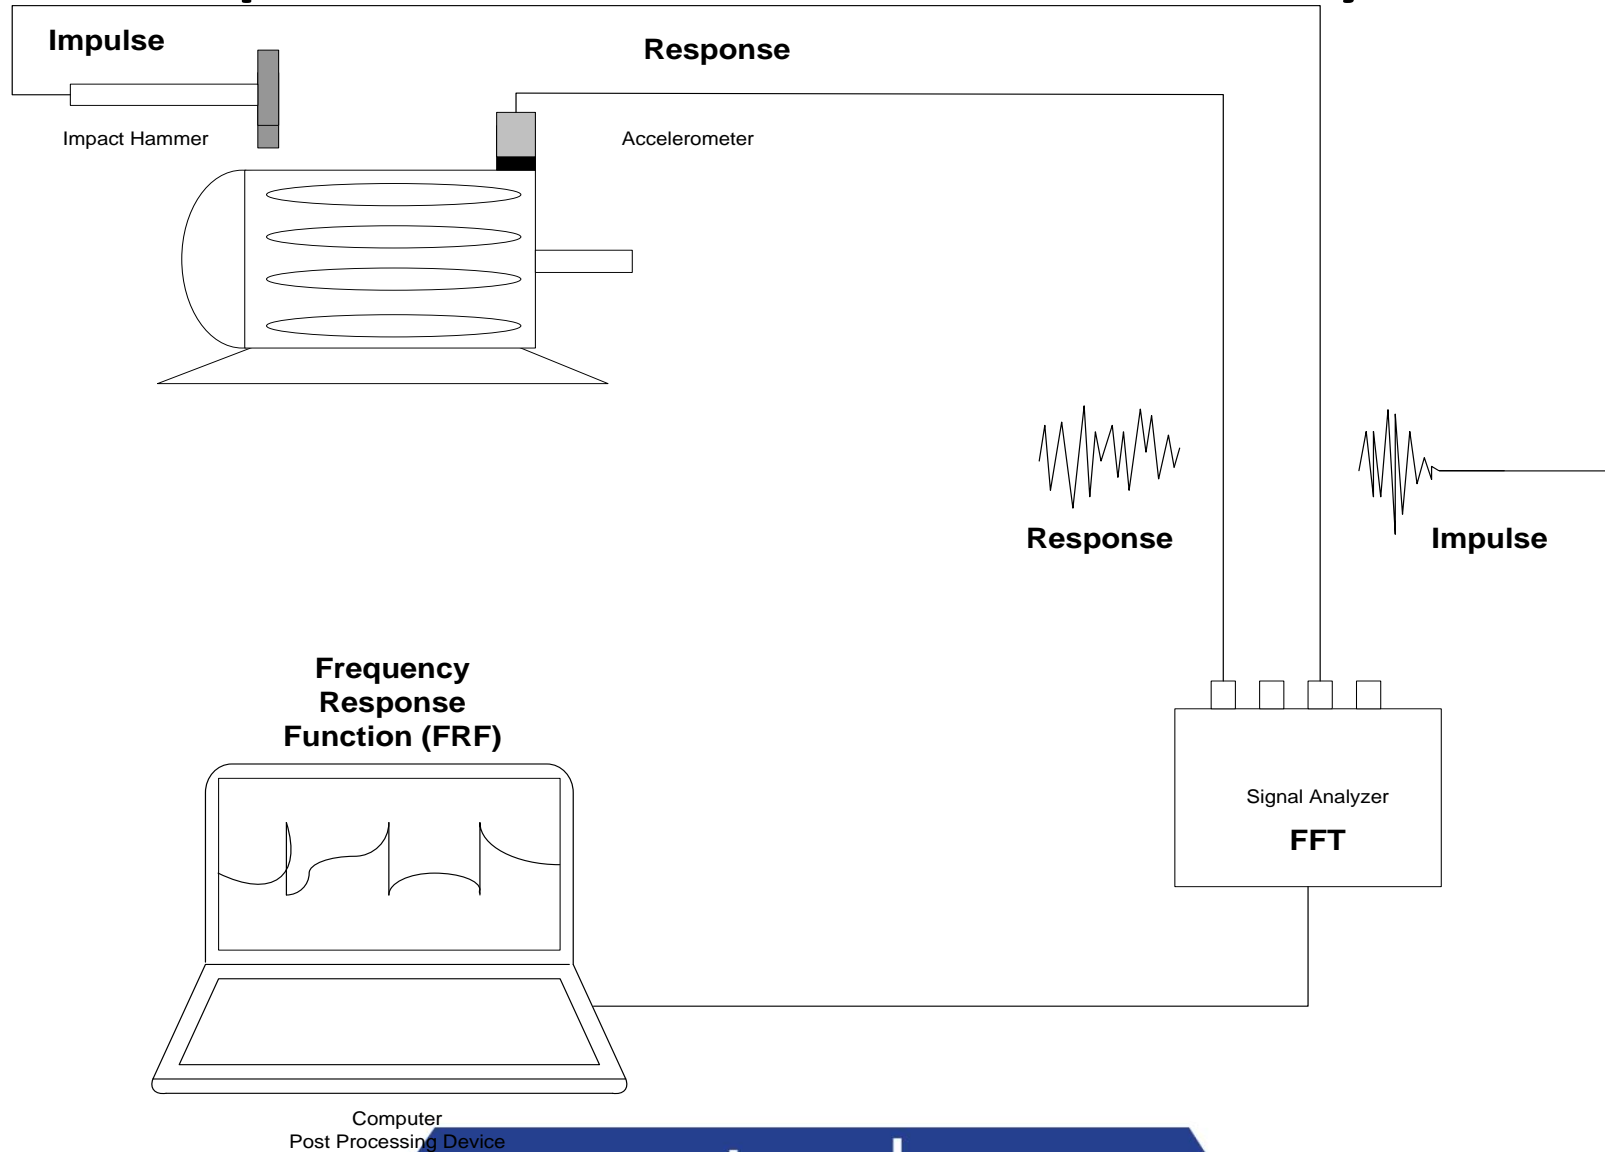 Impulse
Response
Impact Hammer
Accelerometer
Response
Impulse
Frequency
Response
Function (FRF)
Signal Analyzer
FFT
Computer
Post Processing Device